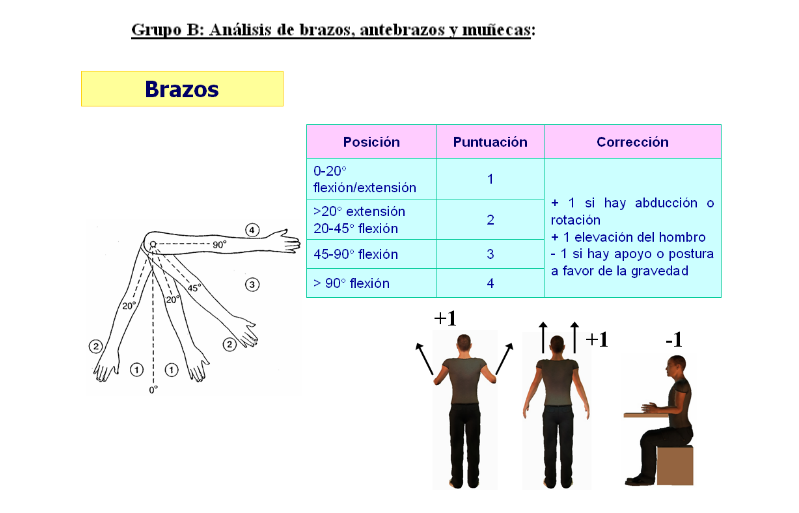 Grupo B: Análisis de brazos, antebrazos y muñecas:
Brazos
Posición Puntuación Corrección
0-20° flexión/extensión
1
>20° extensión
20-45° flexión
2
45-90° flexión
3
> 90° flexión
4
+ 1 si hay abducción o
rotación
+ 1 elevación del hombro
- 1 si hay apoyo o postura
a favor de la gravedad
4
90°
3
45°
20°
20°
2
2
1
1
0°
+1
+1
-1